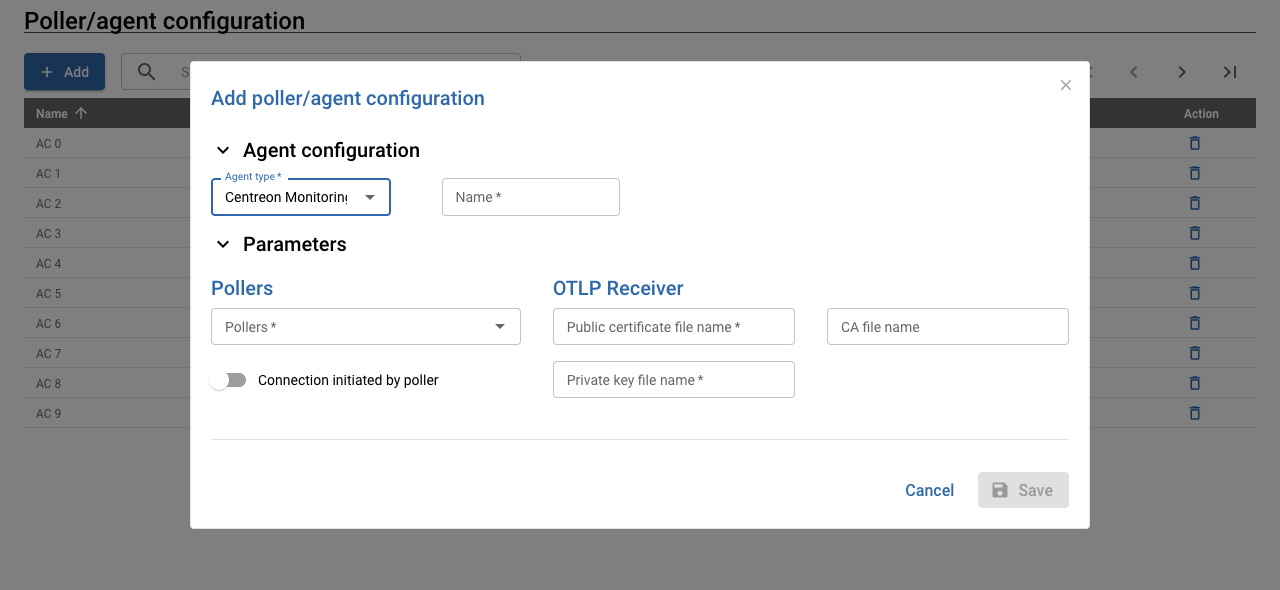 Poller/agent configuration
Add
Add poller/agent configuration
Name
Action
AC 0
AC 1
AC 2
AC 3
AC 4
AC 5
AC 6
AC 7
AC 8
AC 9
Agent configuration
Agent type *
Centreon Monitoring
Name *
Parameters
Pollers
OTLP Receiver
Pollers *
Public certificate file name *
CA file name
Connection initiated by poller
Private key file name *
Cancel
Save